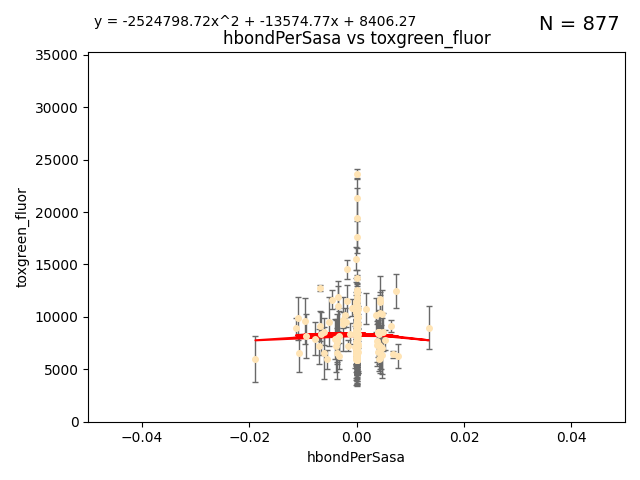 y = -2524798.72x^2 + -13574.77x + 8406.27
N = 877
hbondPerSasa vs toxgreen_fluor
35000
30000
25000
20000
15000
10000
5000
0
toxgreen_fluor
−0.04
−0.02
0.00
0.02
0.04
hbondPerSasa